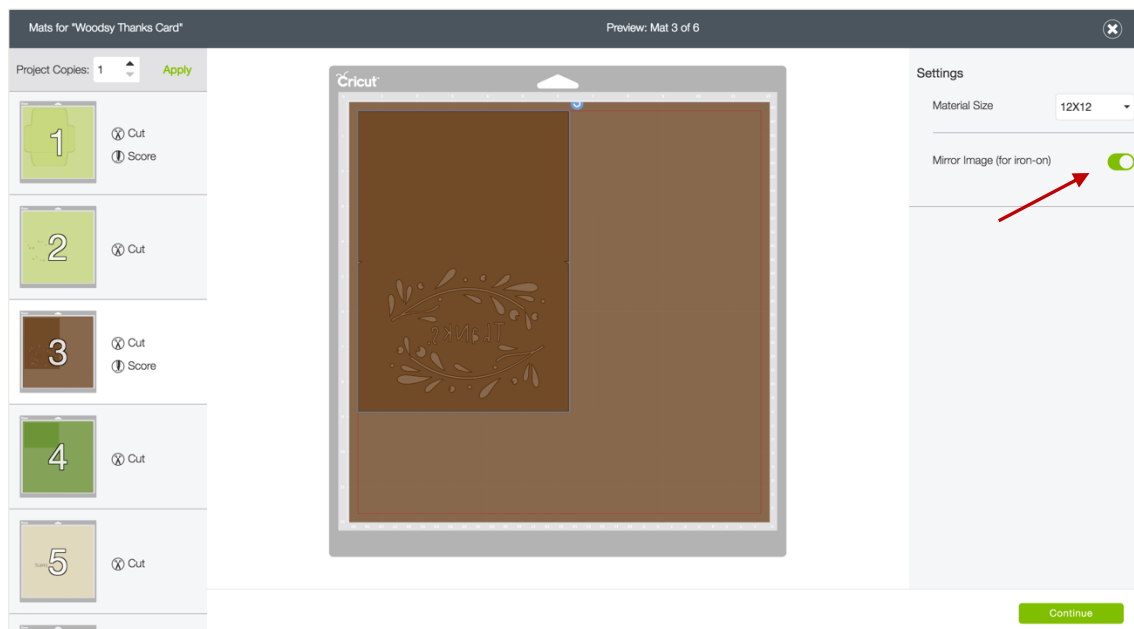 Mats for "Woodsy Thanks Card"
Preview: Mat 3 of 6
Project Copies: 1
Apply
1
Cut
Score
2
Cut
3
Cut
Score
4
Cut
5
Cut
Cricut
THANKS
Settings
Material Size
12X12
Mirror Image (for iron-on)
Continue